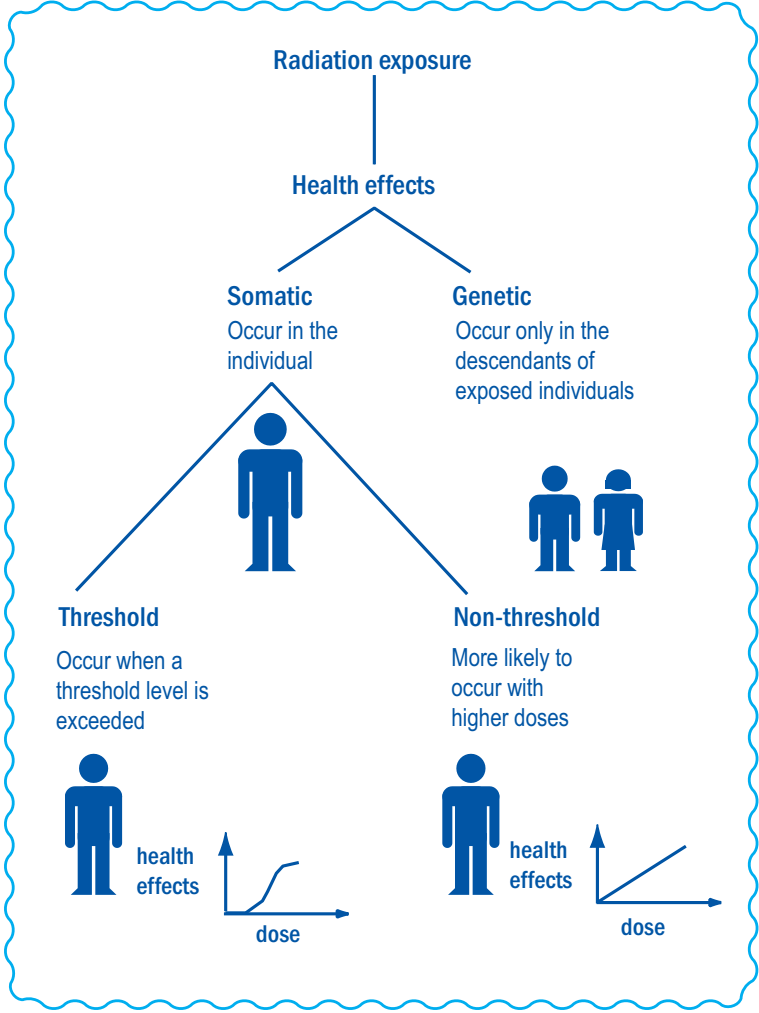 Radiation exposure
Health effects
Somatic
Occur in the
individual
Genetic
Occur only in the
descendants of
exposed individuals
Threshold
Occur when a
threshold level is
exceeded
health
effects
dose
Non-threshold
More likely to
occur with
higher doses
health
effects
dose